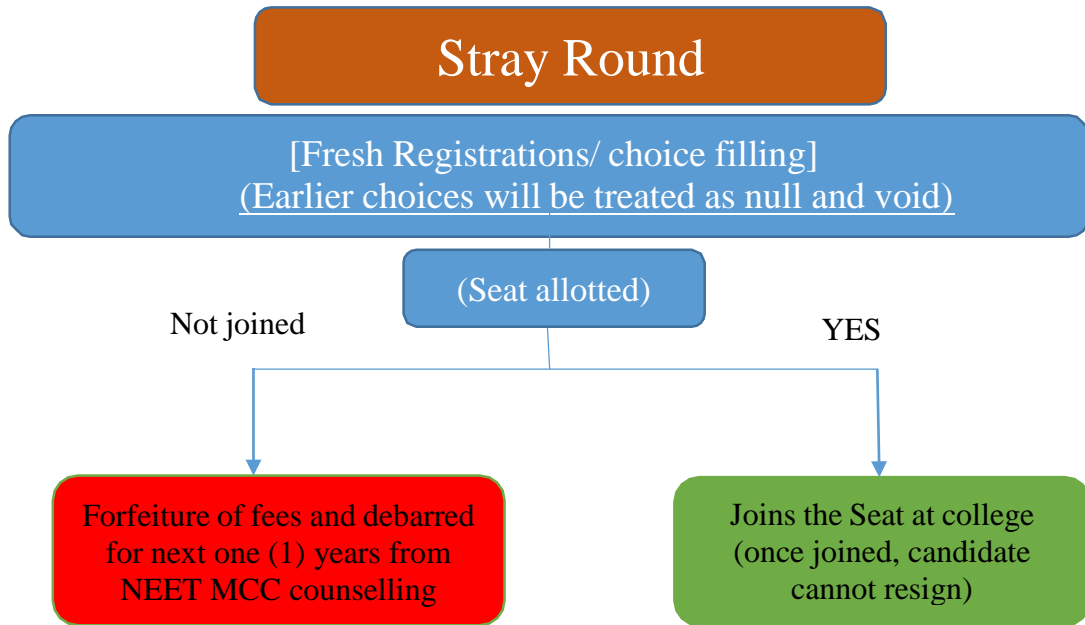 Stray Round
[Fresh Registrations/ choice filling]
(Earlier choices will be treated as null and void)
(Seat allotted)
Not joined
YES
Forfeiture of fees and debarred
for next one (1) years from
NEET MCC counselling
Joins the Seat at college
(once joined, candidate
cannot resign)